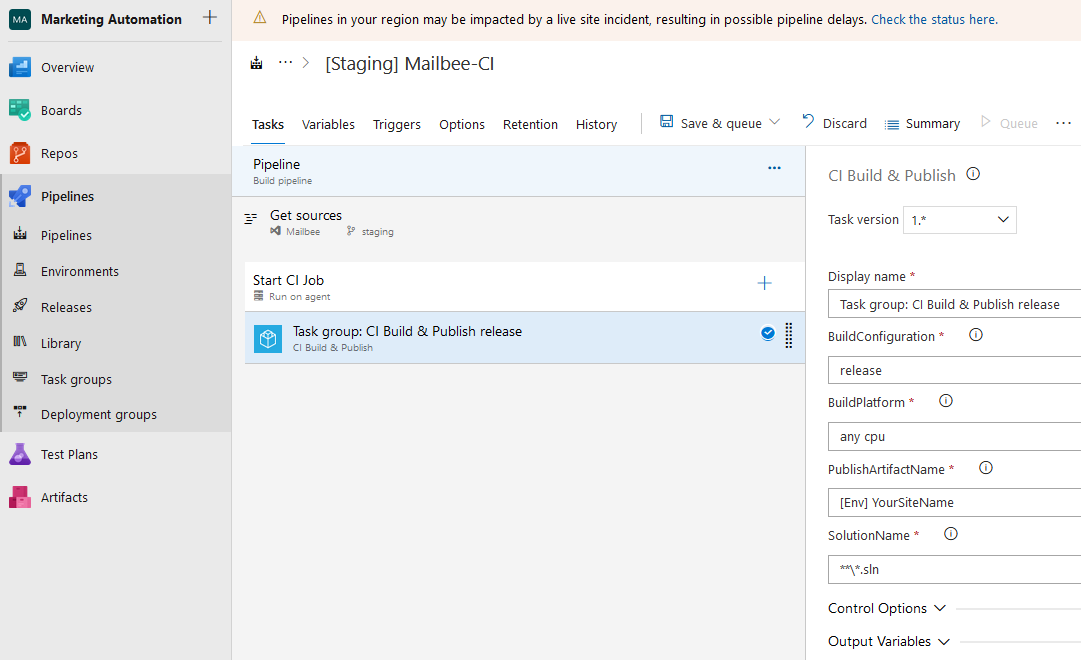 MA Marketing Automation
Pipelines in your region may be impacted by a live site incident, resulting in possible pipeline delays. Check the status here.
Overview
Boards
Repos
Pipelines
Pipelines
Environments
Releases
Library
Task groups
Deployment groups
Test Plans
Artifacts
··· > [Staging] Mailbee-CI
Tasks Variables Triggers Options Retention History Save & queue Discard Summary Queue ···
Pipeline
Build pipeline
Get sources
Mailbee staging
Start CI Job
Run on agent
Task group: CI Build & Publish release
CI Build & Publish
CI Build & Publish
Task version 1.*
Display name *
Task group: CI Build & Publish release
BuildConfiguration *
release
BuildPlatform *
any cpu
PublishArtifactName *
[Env] YourSiteName
SolutionName *
**\*.sln
Control Options
Output Variables